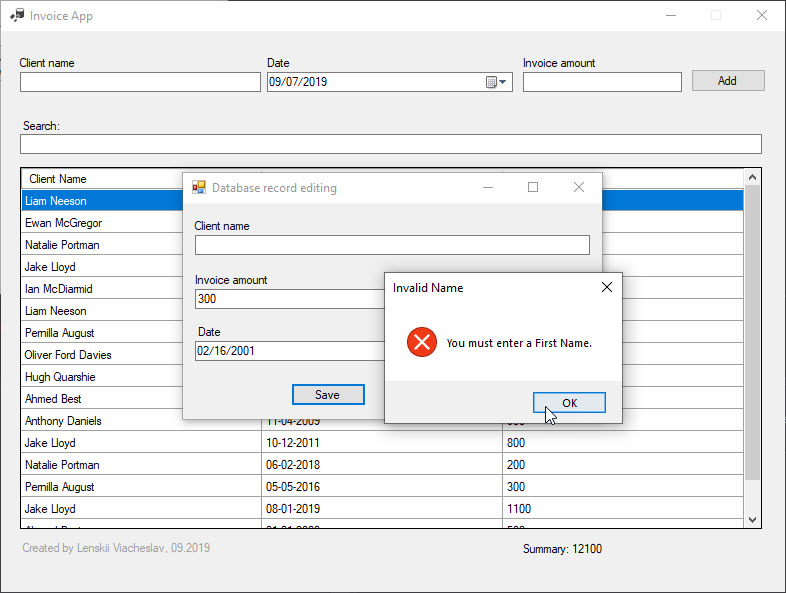 Invoice App
Client name Date Invoice amount
09/07/2019 Add
Search:
Client Name
Liam Neeson
Ewan McGregor
Natalie Portman
Jake Lloyd
Ian McDiarmid
Liam Neeson
Pernilla August
Oliver Ford Davies
Hugh Quarshie
Ahmed Best
Database record editing
Client name
Invoice amount
300
Date
02/16/2001
Save
Invalid Name
You must enter a First Name.
OK
Anthony Daniels 11-04-2009
Jake Lloyd 10-12-2011 800
Natalie Portman 06-02-2018 200
Pernilla August 05-05-2016 300
Jake Lloyd 08-01-2019 1100
Created by Lenskii Viacheslav, 09.2019 Summary: 12100